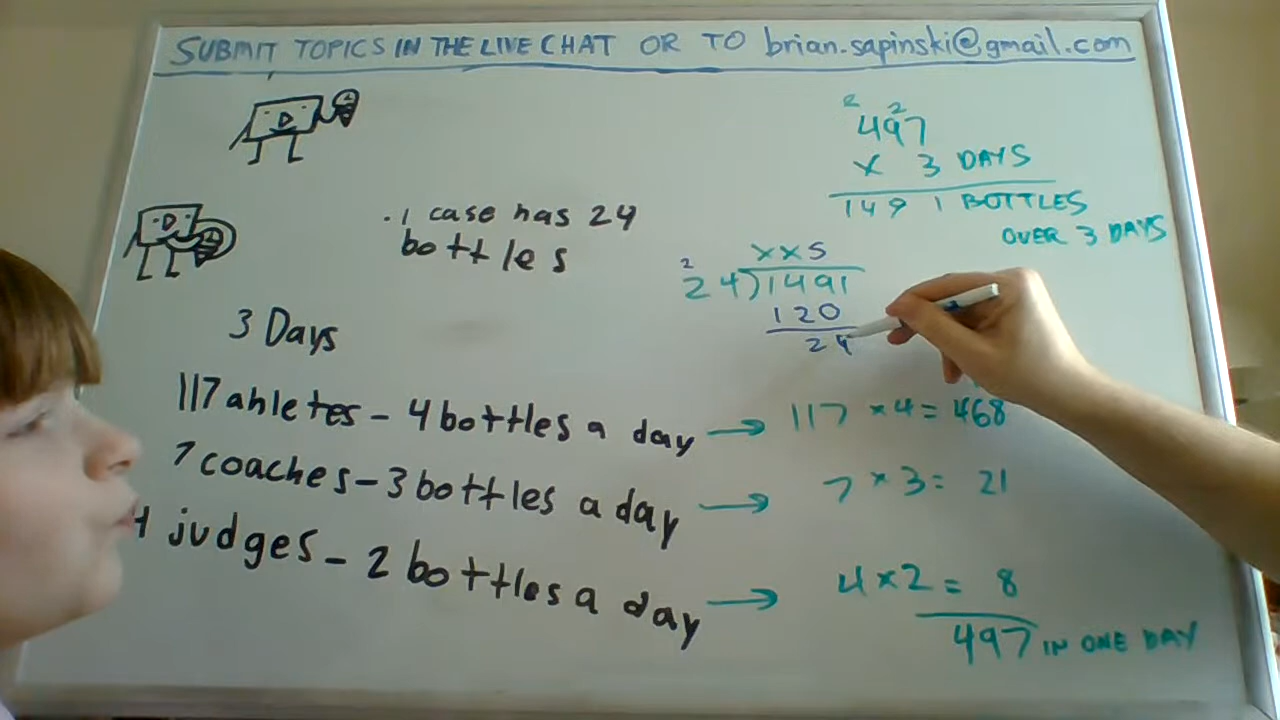 SUBMIT TOPICS IN THE LIVE CHAT OR TO brian.sapinski@gmail.com
D
D
2 2
497
x 3 DAYS
1491 BOTTLES
OVER 3 DAYS
. 1 case has 24
bottles
X X 5
2
24)1491
120
24
3 Days
117 ahletes - 4 bottles a day → 117 x 4 = 468
7 coaches - 3 bottles a day → 7 x 3 = 21
4 judges - 2 bottles a day → 4 x 2 = 8
497 IN ONE DAY